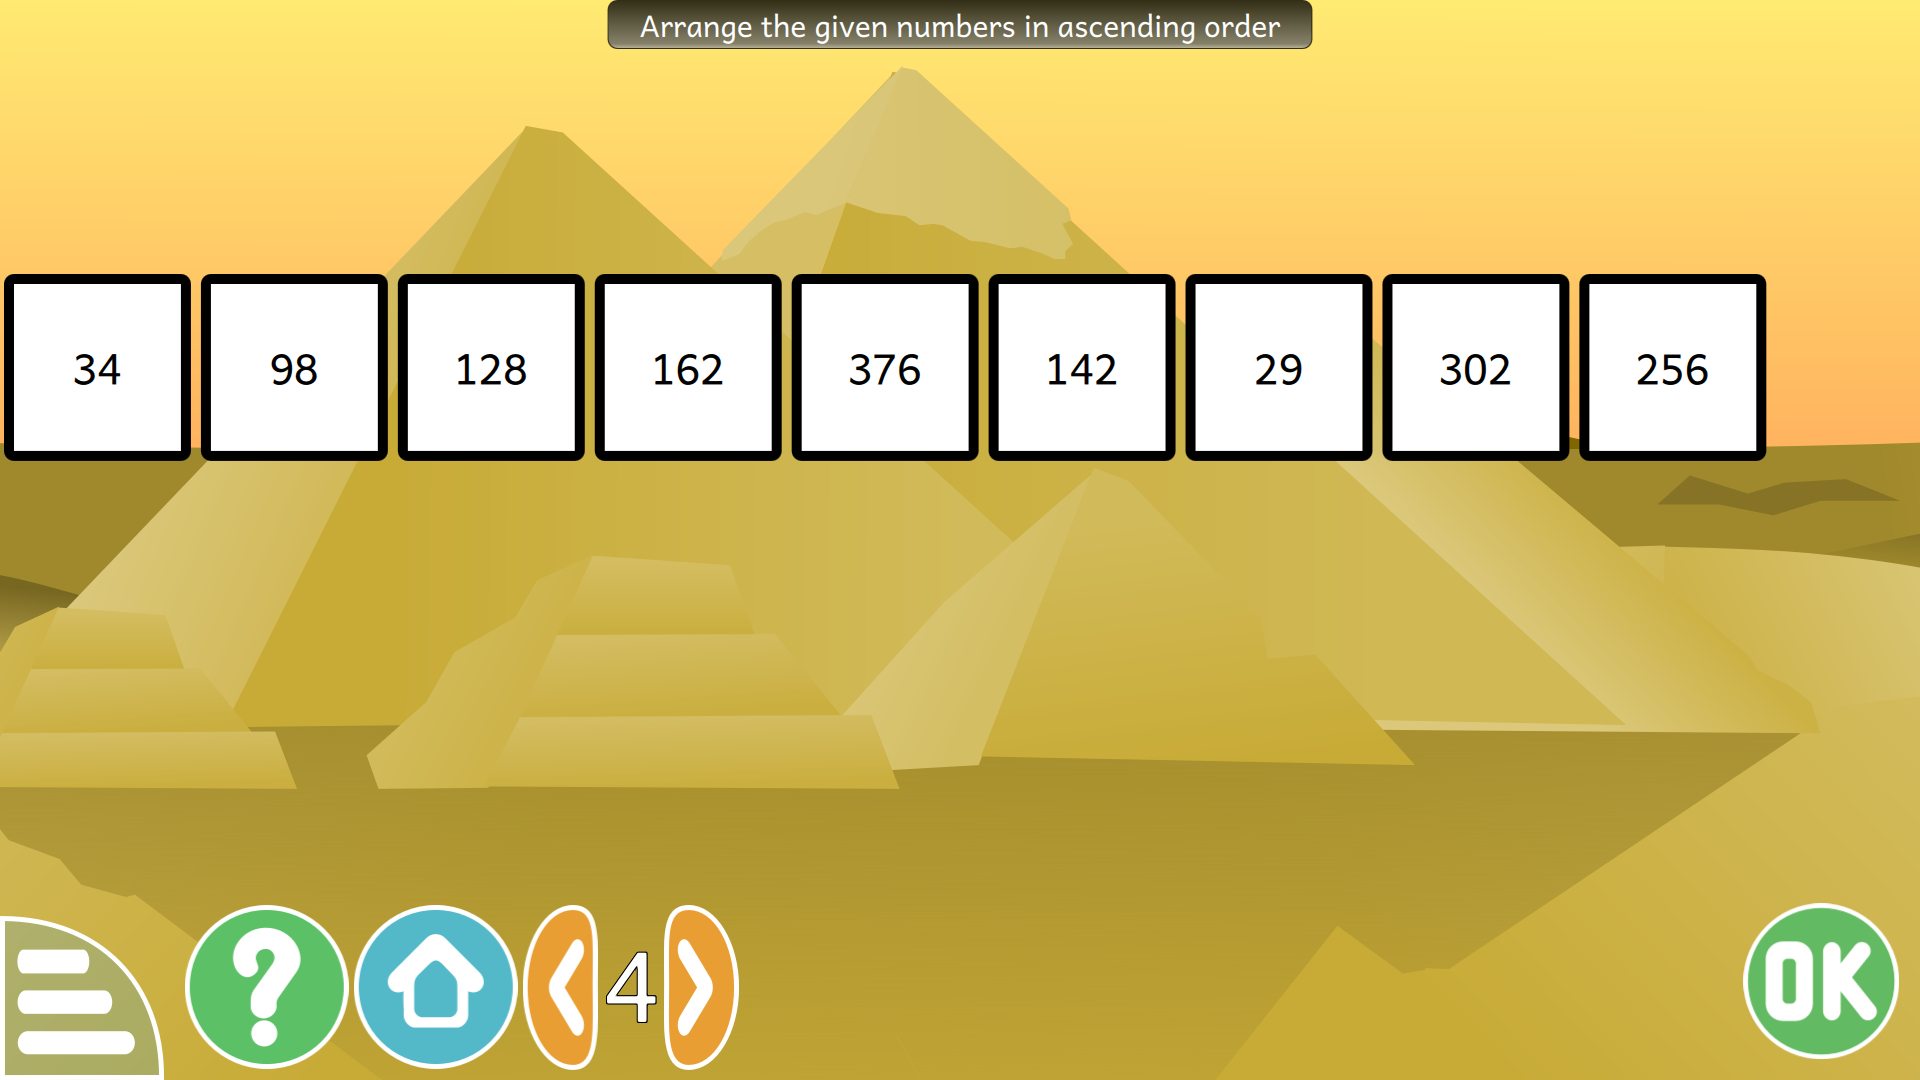 Arrange the given numbers in ascending order
34 98 128 162 376 142 29 302 256
? 4 OK